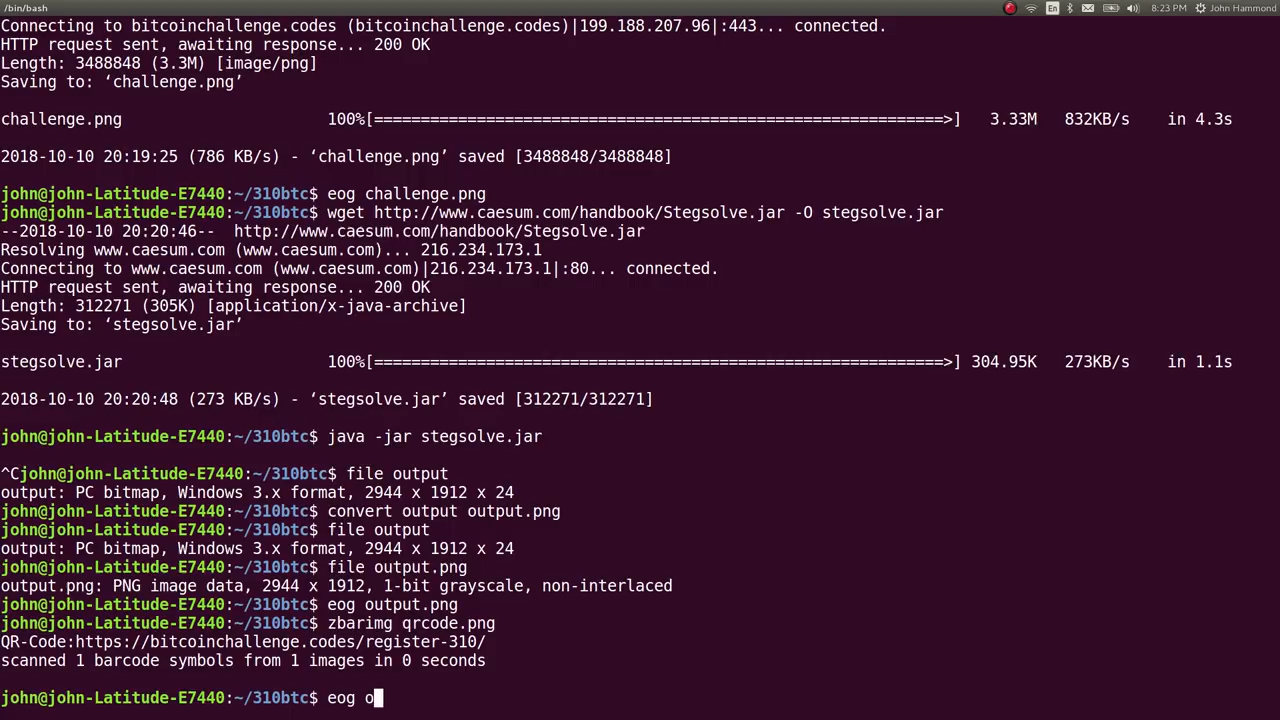 /bin/bash
En
8:23 PM
John Hammond
Connecting to bitcoinchallenge.codes (bitcoinchallenge.codes)|199.188.207.96|:443... connected.
HTTP request sent, awaiting response... 200 OK
Length: 3488848 (3.3M) [image/png]
Saving to: ‘challenge.png’
challenge.png 100%[=============================================================>] 3.33M 832KB/s in 4.3s
2018-10-10 20:19:25 (786 KB/s) - ‘challenge.png’ saved [3488848/3488848]
john@john-Latitude-E7440:~/310btc$ eog challenge.png
john@john-Latitude-E7440:~/310btc$ wget http://www.caesum.com/handbook/Stegsolve.jar -O stegsolve.jar
--2018-10-10 20:20:46-- http://www.caesum.com/handbook/Stegsolve.jar
Resolving www.caesum.com (www.caesum.com)... 216.234.173.1
Connecting to www.caesum.com (www.caesum.com)|216.234.173.1|:80... connected.
HTTP request sent, awaiting response... 200 OK
Length: 312271 (305K) [application/x-java-archive]
Saving to: ‘stegsolve.jar’
stegsolve.jar 100%[=============================================================>] 304.95K 273KB/s in 1.1s
2018-10-10 20:20:48 (273 KB/s) - ‘stegsolve.jar’ saved [312271/312271]
john@john-Latitude-E7440:~/310btc$ java -jar stegsolve.jar
^Cjohn@john-Latitude-E7440:~/310btc$ file output
output: PC bitmap, Windows 3.x format, 2944 x 1912 x 24
john@john-Latitude-E7440:~/310btc$ convert output output.png
john@john-Latitude-E7440:~/310btc$ file output
output: PC bitmap, Windows 3.x format, 2944 x 1912 x 24
john@john-Latitude-E7440:~/310btc$ file output.png
output.png: PNG image data, 2944 x 1912, 1-bit grayscale, non-interlaced
john@john-Latitude-E7440:~/310btc$ eog output.png
john@john-Latitude-E7440:~/310btc$ zbarimg qrcode.png
QR-Code:https://bitcoinchallenge.codes/register-310/
scanned 1 barcode symbols from 1 images in 0 seconds
john@john-Latitude-E7440:~/310btc$ eog o